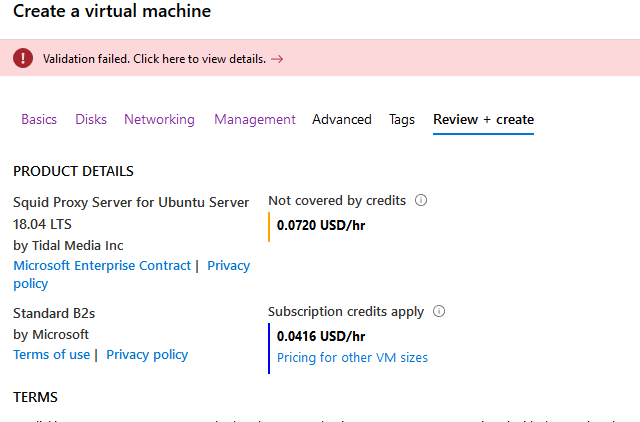 Create a virtual machine
Validation failed. Click here to view details. →
Basics Disks Networking Management Advanced Tags Review + create
PRODUCT DETAILS
Squid Proxy Server for Ubuntu Server
18.04 LTS
by Tidal Media Inc
Microsoft Enterprise Contract | Privacy
policy
Not covered by credits
0.0720 USD/hr
Standard B2s
by Microsoft
Terms of use | Privacy policy
Subscription credits apply
0.0416 USD/hr
Pricing for other VM sizes
TERMS